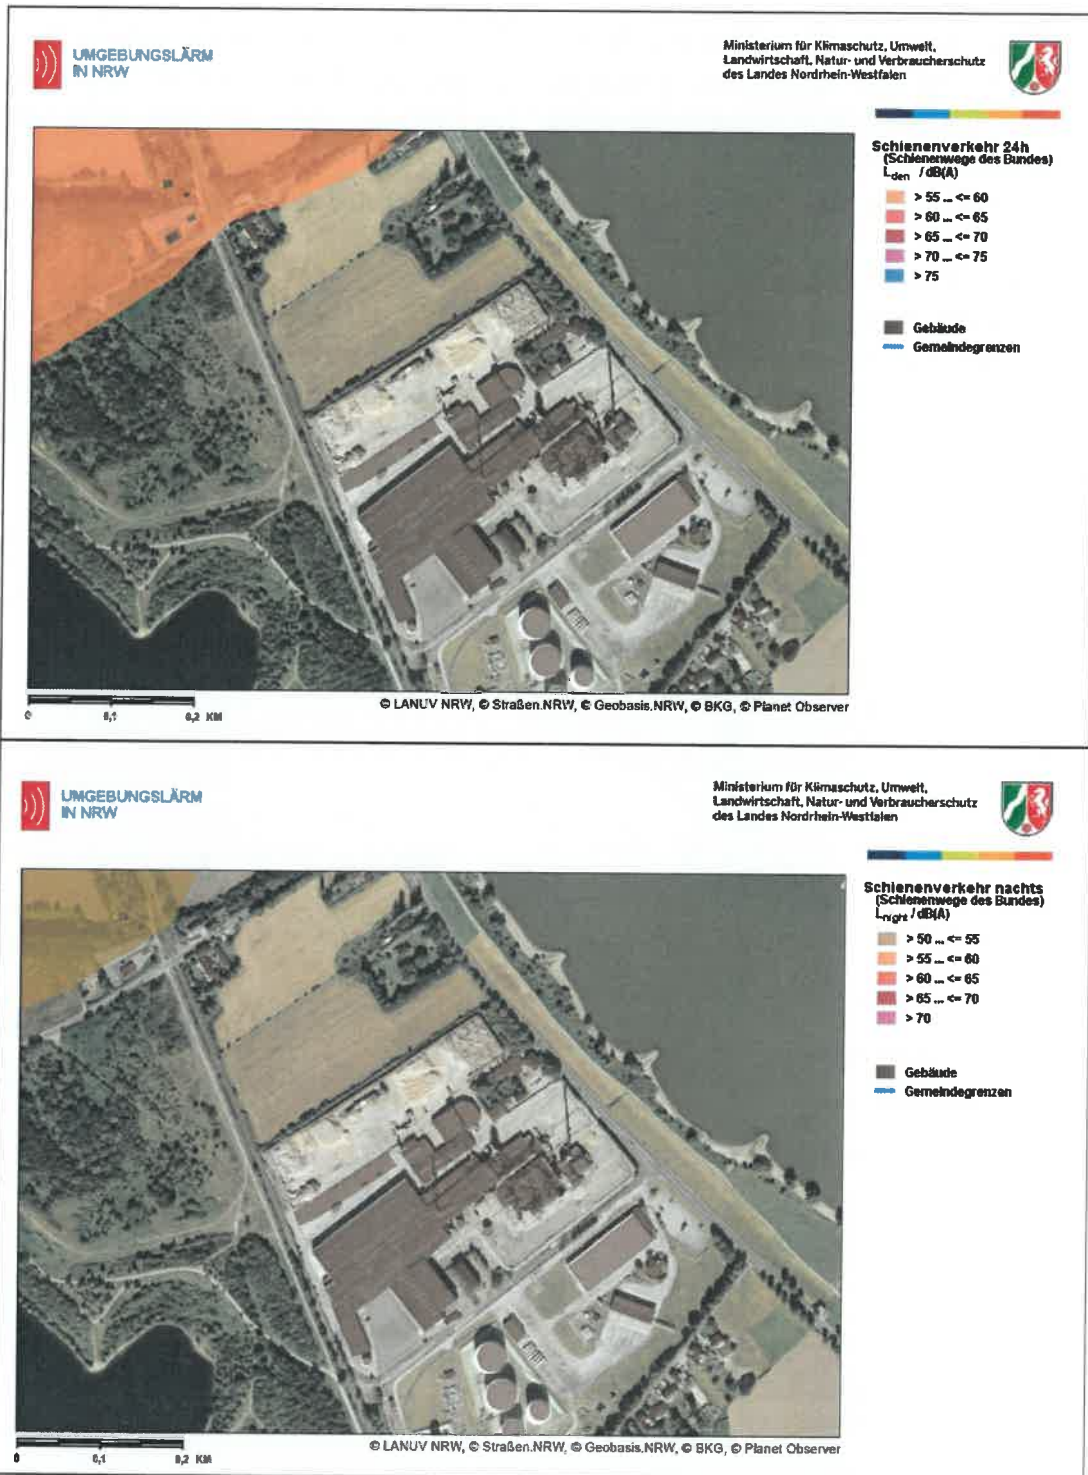 UMGEBUNGSLÄRM
IN NRW
Ministerium für Klimaschutz, Umwelt,
Landwirtschaft, Natur- und Verbraucherschutz
des Landes Nordrhein-Westfalen
Schienenverkehr 24h
(Schienenwege des Bundes)
Lden / dB(A)
> 55 ... <= 60
> 60 ... <= 65
> 65 ... <= 70
> 70 ... <= 75
> 75
Gebäude
Gemeindegrenzen
0 0,1 0,2 KM
© LANUV NRW, © Straßen.NRW, © Geobasis.NRW, © BKG, © Planet Observer
UMGEBUNGSLÄRM
IN NRW
Ministerium für Klimaschutz, Umwelt,
Landwirtschaft, Natur- und Verbraucherschutz
des Landes Nordrhein-Westfalen
Schienenverkehr nachts
(Schienenwege des Bundes)
Lnight / dB(A)
> 50 ... <= 55
> 55 ... <= 60
> 60 ... <= 65
> 65 ... <= 70
> 70
Gebäude
Gemeindegrenzen
0 0,1 0,2 KM
© LANUV NRW, © Straßen.NRW, © Geobasis.NRW, © BKG, © Planet Observer